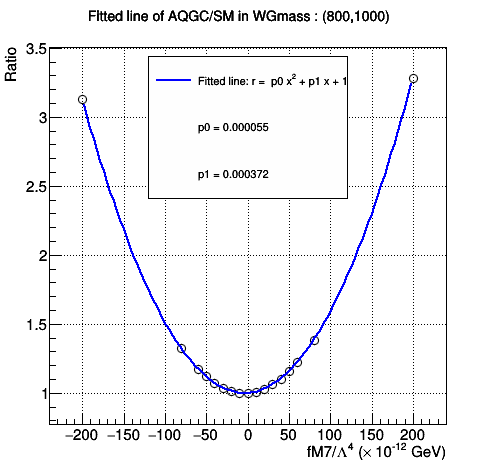 FItted line of AQGC/SM in WGmass : (800,1000)
Ratio
Fitted line: r = p0 x² + p1 x + 1
p0 = 0.000055
p1 = 0.000372
3.5
3
2.5
2
1.5
1
−200 −150 −100 −50 0 50 100 150 200
fM7/Λ⁴ (× 10⁻¹² GeV)